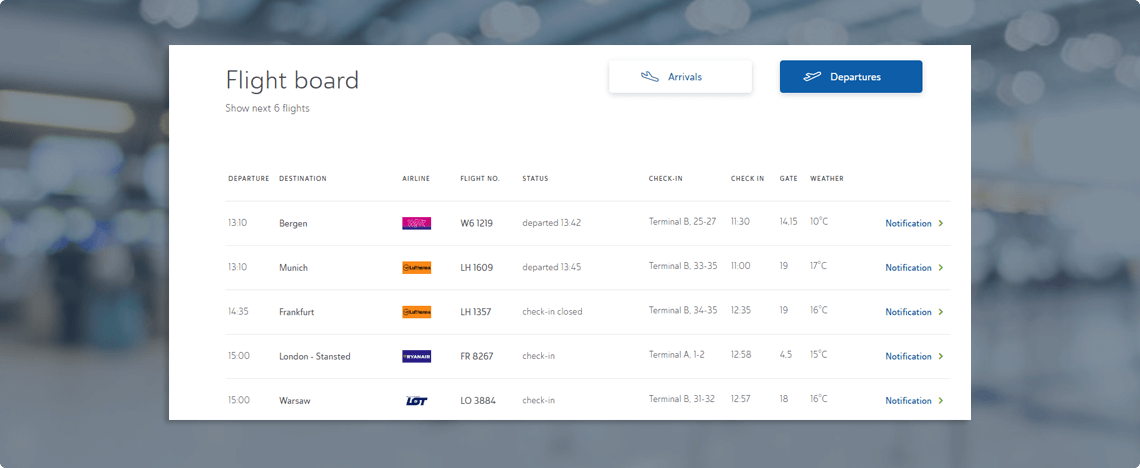 Flight board
Arrivals
Departures
Show next 6 flights
DEPARTURE DESTINATION AIRLINE FLIGHT NO. STATUS CHECK-IN CHECK IN GATE WEATHER
13:10 Bergen W6 1219 departed 13:42 Terminal B, 25-27 11:30 14,15 10°C Notification
13:10 Munich Lufthansa LH 1609 departed 13:45 Terminal B, 33-35 11:00 19 17°C Notification
14:35 Frankfurt Lufthansa LH 1357 check-in closed Terminal B, 34-35 12:35 19 16°C Notification
15:00 London - Stansted RYANAIR FR 8267 check-in Terminal A, 1-2 12:58 4,5 15°C Notification
15:00 Warsaw LOT LO 3884 check-in Terminal B, 31-32 12:57 18 16°C Notification